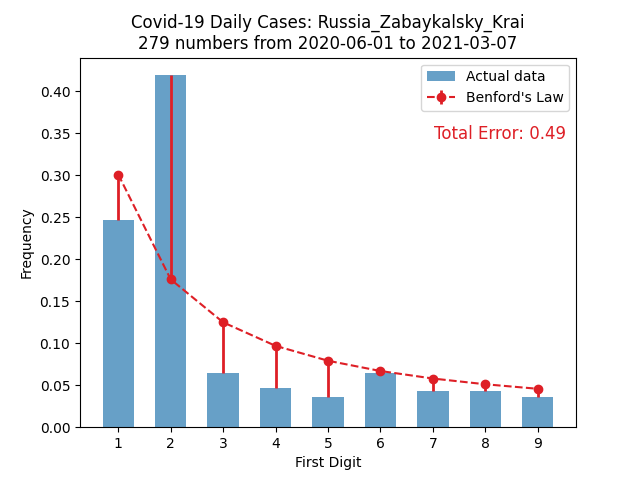 Covid-19 Daily Cases: Russia_Zabaykalsky_Krai
279 numbers from 2020-06-01 to 2021-03-07
Actual data
Benford's Law
Total Error: 0.49
Frequency
0.40
0.35
0.30
0.25
0.20
0.15
0.10
0.05
0.00
1 2 3 4 5 6 7 8 9
First Digit